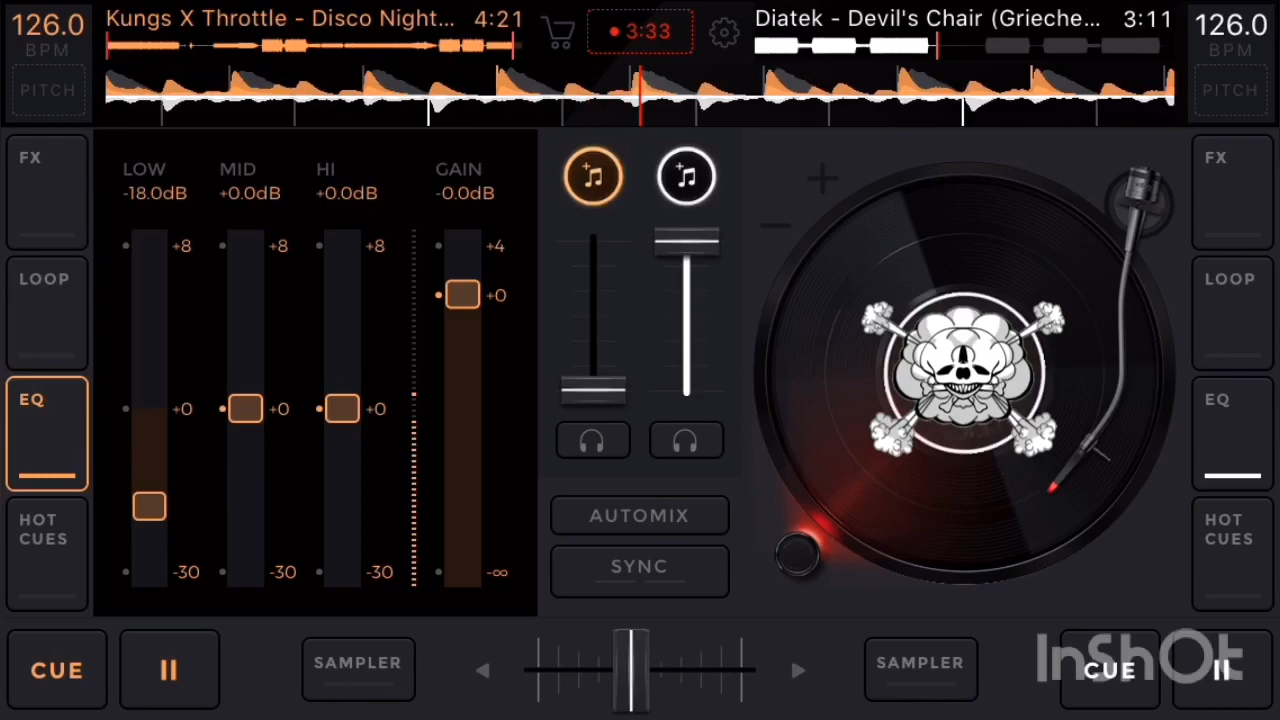 126.0
BPM
PITCH
Kungs X Throttle - Disco Night... 4:21
3:33
Diatek - Devil's Chair (Grieche... 3:11
126.0
BPM
PITCH
FX
LOOP
EQ
HOT
CUES
LOW MID HI GAIN
-18.0dB +0.0dB +0.0dB -0.0dB
+8 +8 +8 +4
+0
+0 +0 +0
-30 -30 -30 -∞
AUTOMIX
SYNC
FX
LOOP
EQ
HOT
CUES
CUE
SAMPLER
SAMPLER
CUE
InShOt